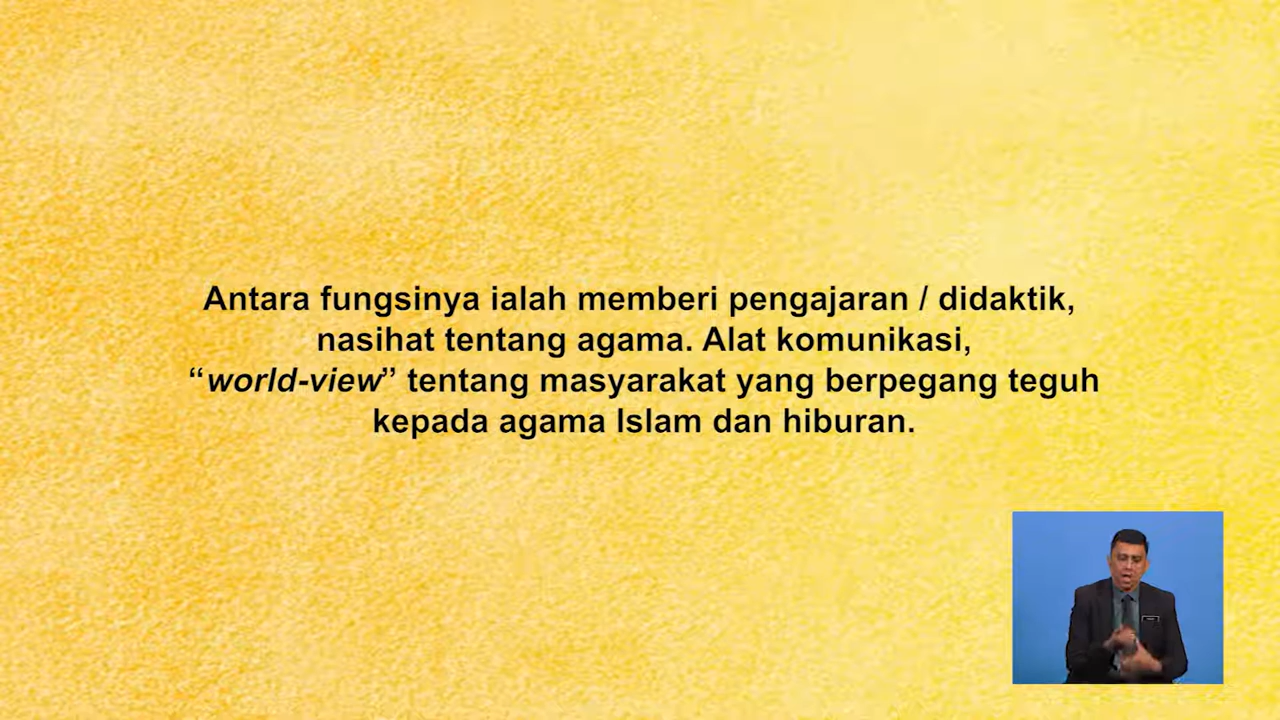 Antara fungsinya ialah memberi pengajaran / didaktik,
nasihat tentang agama. Alat komunikasi,
“world-view” tentang masyarakat yang berpegang teguh
kepada agama Islam dan hiburan.